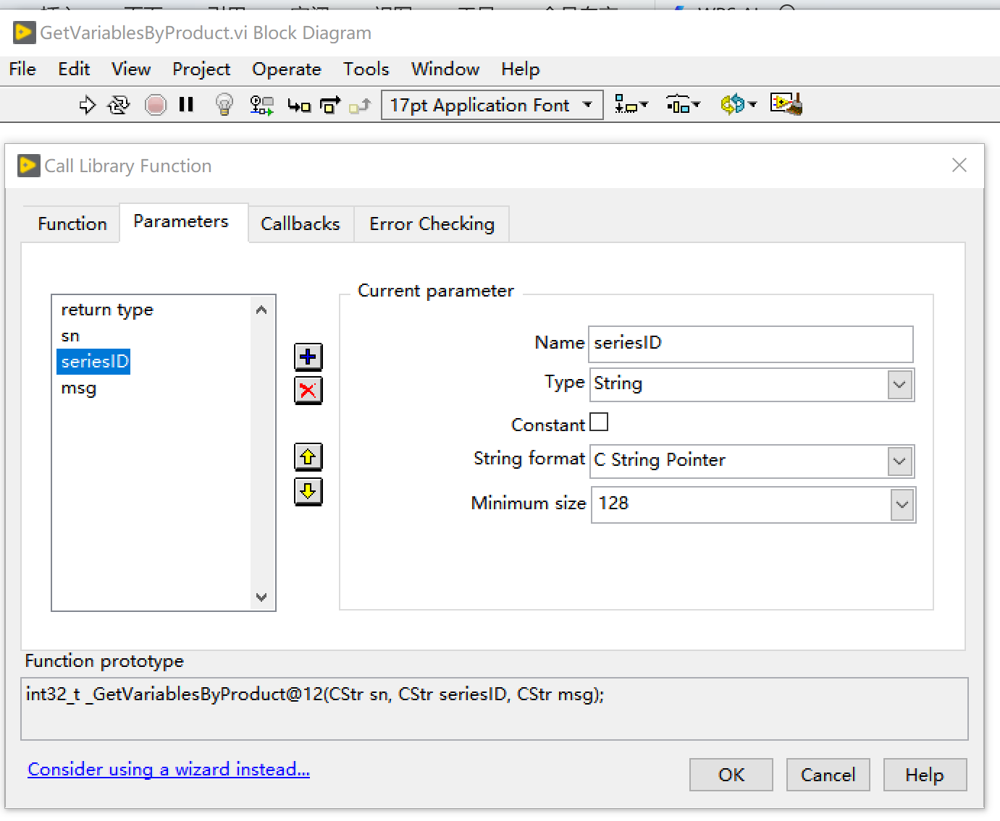 GetVariablesByProduct.vi Block Diagram
File Edit View Project Operate Tools Window Help
17pt Application Font
Call Library Function
Function Parameters Callbacks Error Checking
return type
sn
seriesID
msg
Current parameter
Name seriesID
Type String
Constant
String format C String Pointer
Minimum size 128
Function prototype
int32_t _GetVariablesByProduct@12(CStr sn, CStr seriesID, CStr msg);
Consider using a wizard instead...
OK Cancel Help